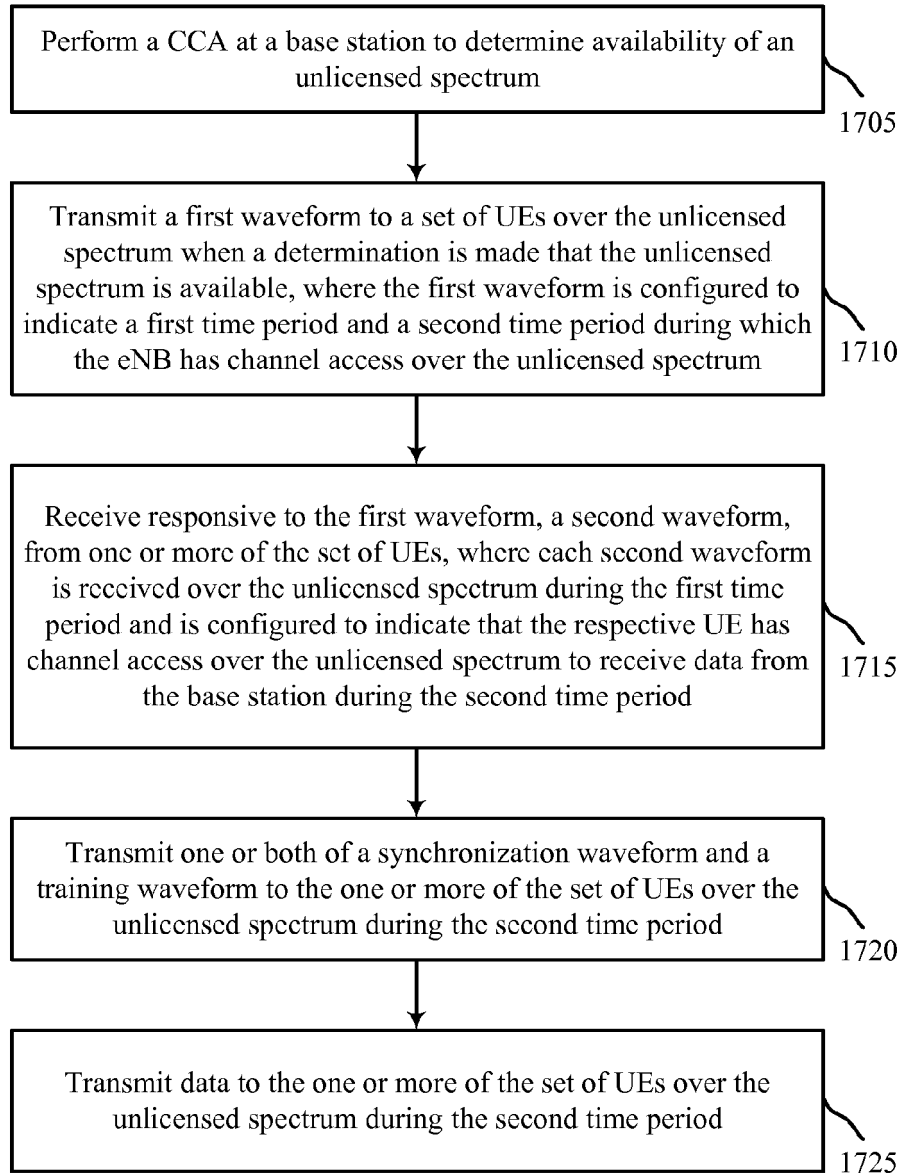 Perform a CCA at a base station to determine availability of an
unlicensed spectrum
1705
Transmit a first waveform to a set of UEs over the unlicensed
spectrum when a determination is made that the unlicensed
spectrum is available, where the first waveform is configured to
indicate a first time period and a second time period during which
the eNB has channel access over the unlicensed spectrum
1710
Receive responsive to the first waveform, a second waveform,
from one or more of the set of UEs, where each second waveform
is received over the unlicensed spectrum during the first time
period and is configured to indicate that the respective UE has
channel access over the unlicensed spectrum to receive data from
the base station during the second time period
1715
Transmit one or both of a synchronization waveform and a
training waveform to the one or more of the set of UEs over the
unlicensed spectrum during the second time period
1720
Transmit data to the one or more of the set of UEs over the
unlicensed spectrum during the second time period
1725